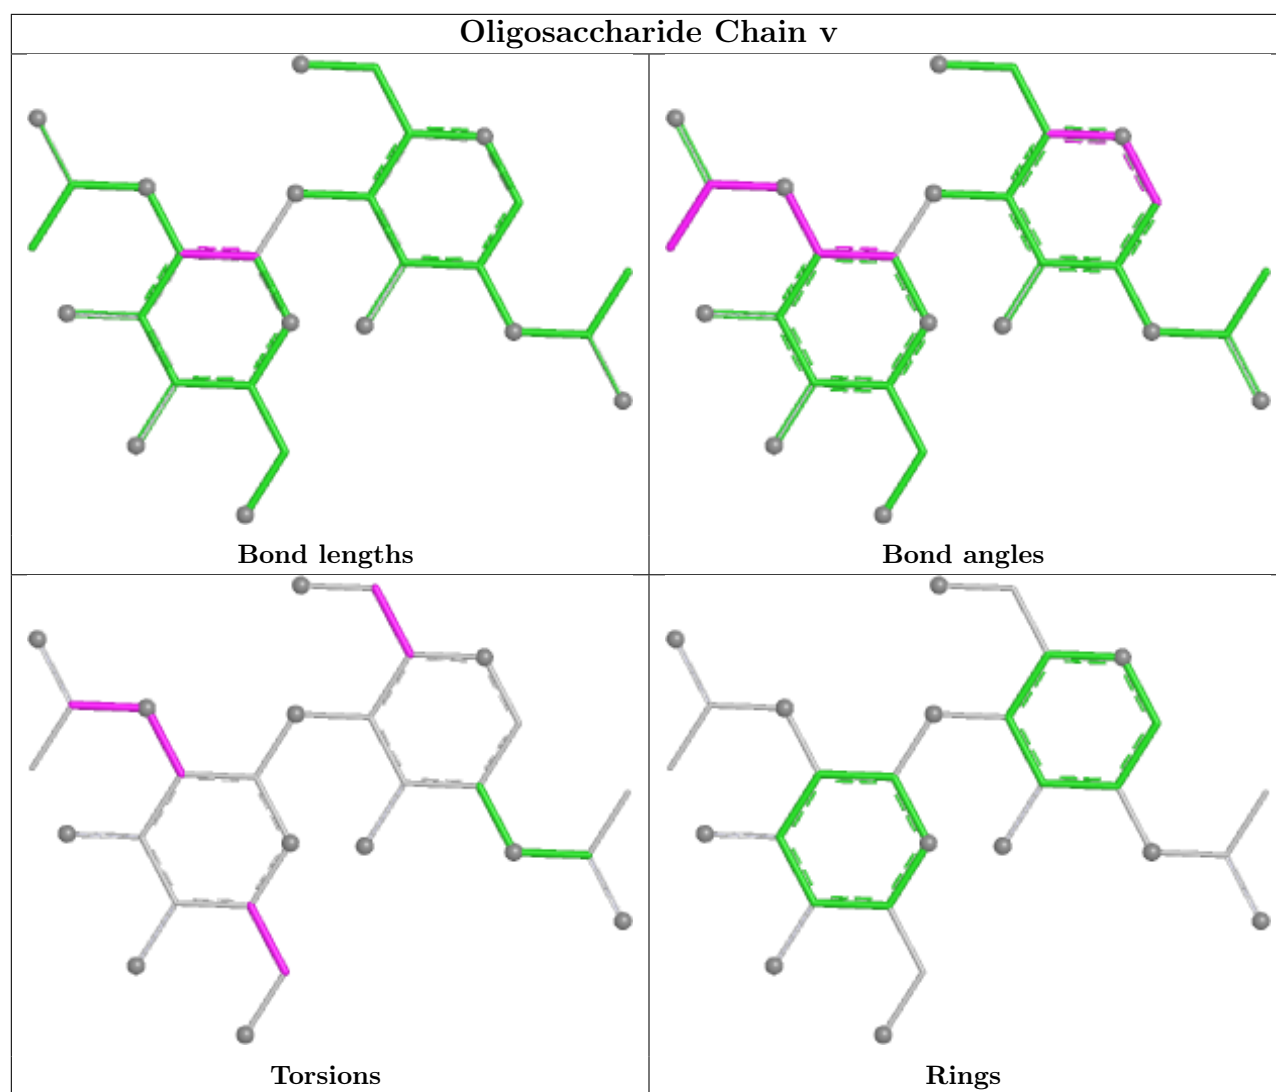 Oligosaccharide Chain v
Bond lengths
Bond angles
Torsions
Rings